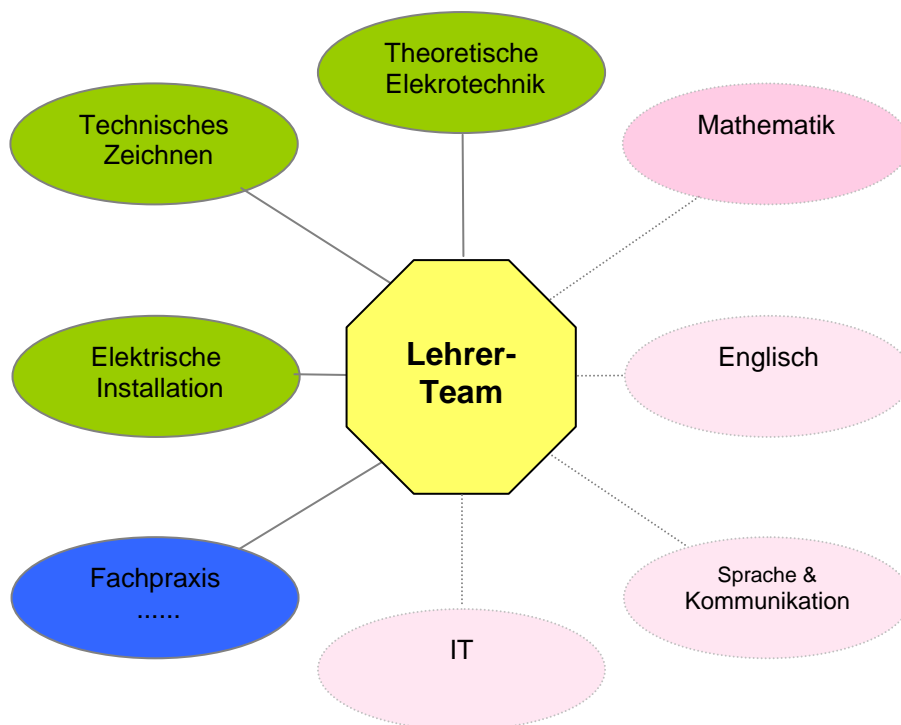 Theoretische
Elekrotechnik
Technisches
Zeichnen
Mathematik
Elektrische
Installation
Lehrer-
Team
Englisch
Fachpraxis
......
Sprache &
Kommunikation
IT